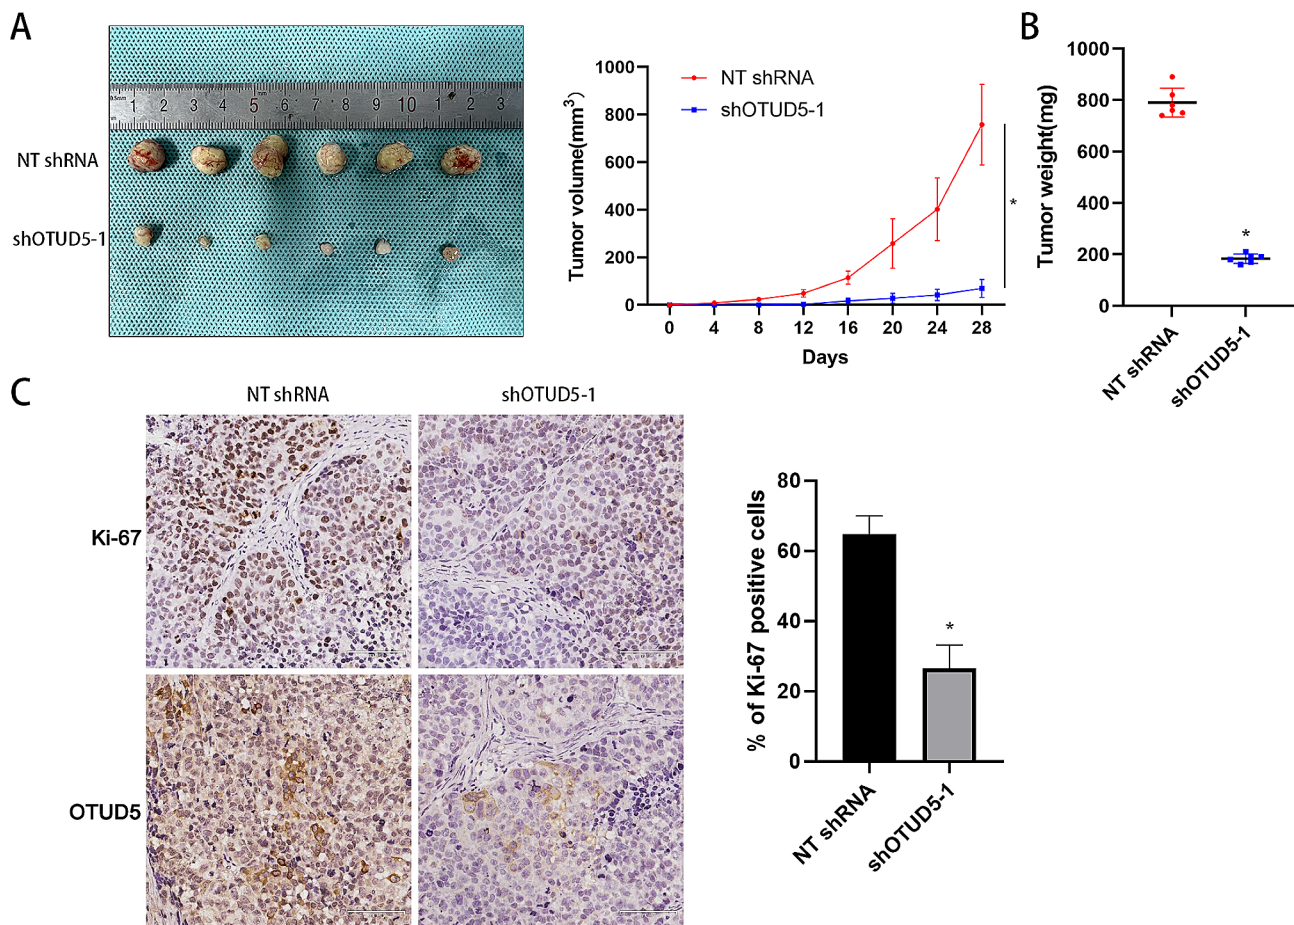 A
0.5mm
1 2 3 4 5 6 7 8 9 10 1 2 3
NT shRNA
shOTUD5-1
Tumor volume(mm3)
1000
800
600
400
200
0
NT shRNA
shOTUD5-1
*
0 4 8 12 16 20 24 28
Days
B
Tumor weight(mg)
1000
800
600
400
200
0
*
NT shRNA
shOTUD5-1
C
NT shRNA
shOTUD5-1
Ki-67
OTUD5
% of Ki-67 positive cells
80
60
40
20
0
*
NT shRNA
shOTUD5-1